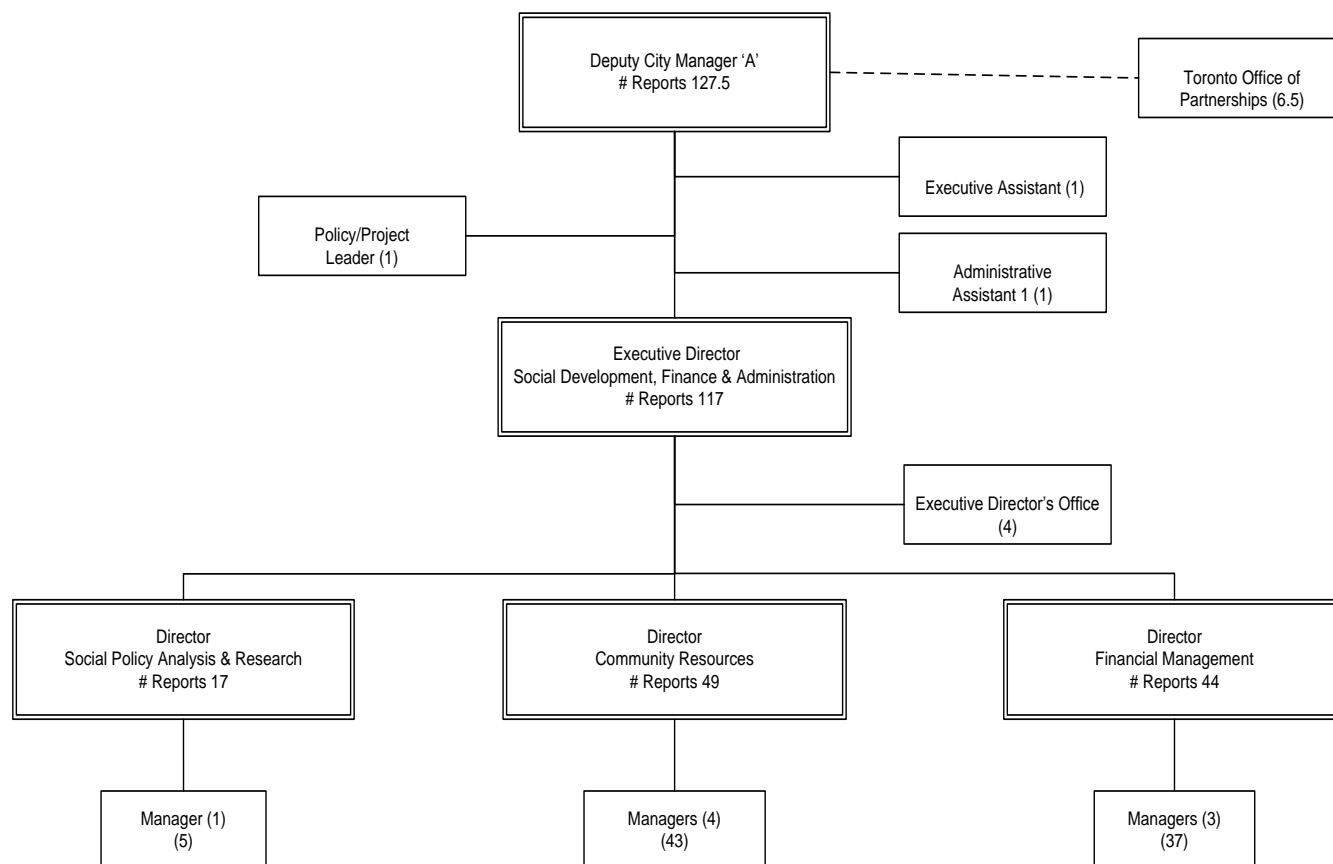 Deputy City Manager ‘A’
# Reports 127.5
Toronto Office of
Partnerships (6.5)
Executive Assistant (1)
Policy/Project
Leader (1)
Administrative
Assistant 1 (1)
Executive Director
Social Development, Finance & Administration
# Reports 117
Executive Director’s Office
(4)
Director
Social Policy Analysis & Research
# Reports 17
Director
Community Resources
# Reports 49
Director
Financial Management
# Reports 44
Manager (1)
(5)
Managers (4)
(43)
Managers (3)
(37)